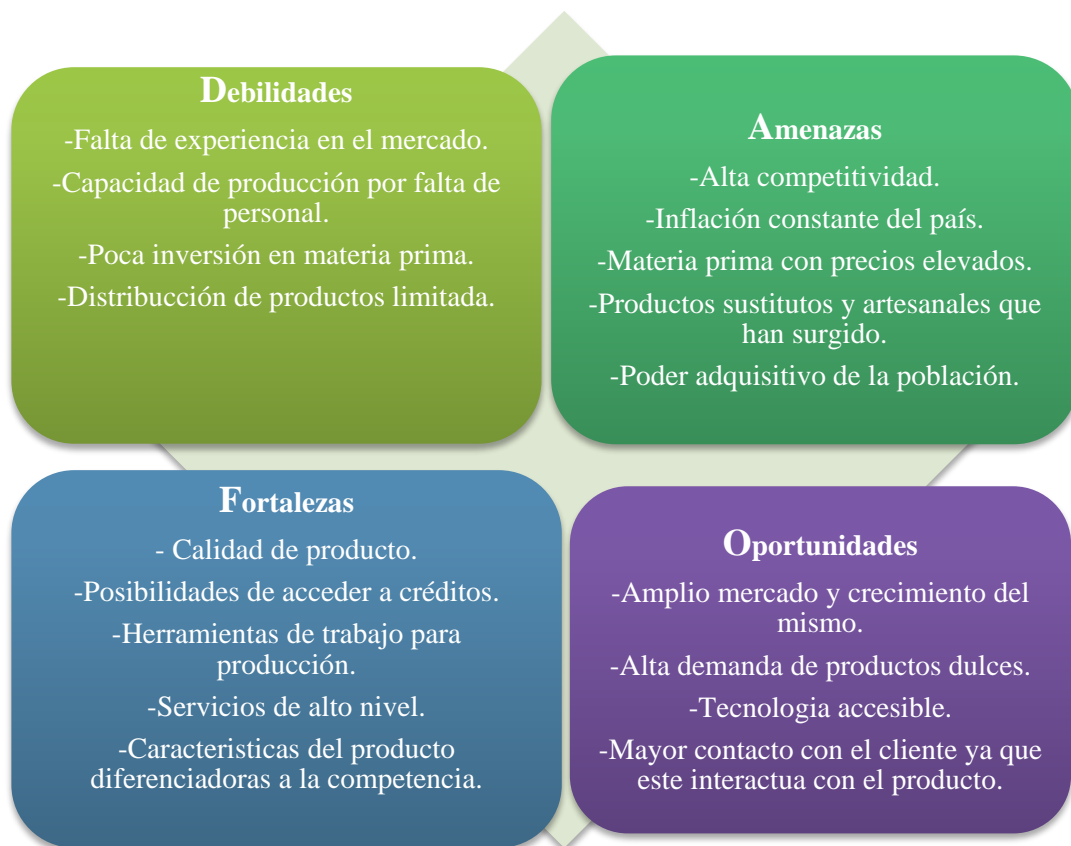 Debilidades
-Falta de experiencia en el mercado.
-Capacidad de producción por falta de
personal.
-Poca inversión en materia prima.
-Distribucción de productos limitada.
Amenazas
-Alta competitividad.
-Inflación constante del país.
-Materia prima con precios elevados.
-Productos sustitutos y artesanales que
han surgido.
-Poder adquisitivo de la población.
Fortalezas
- Calidad de producto.
-Posibilidades de acceder a créditos.
-Herramientas de trabajo para
producción.
-Servicios de alto nivel.
-Caracteristicas del producto
diferenciadoras a la competencia.
Oportunidades
-Amplio mercado y crecimiento del
mismo.
-Alta demanda de productos dulces.
-Tecnologia accesible.
-Mayor contacto con el cliente ya que
este interactua con el producto.